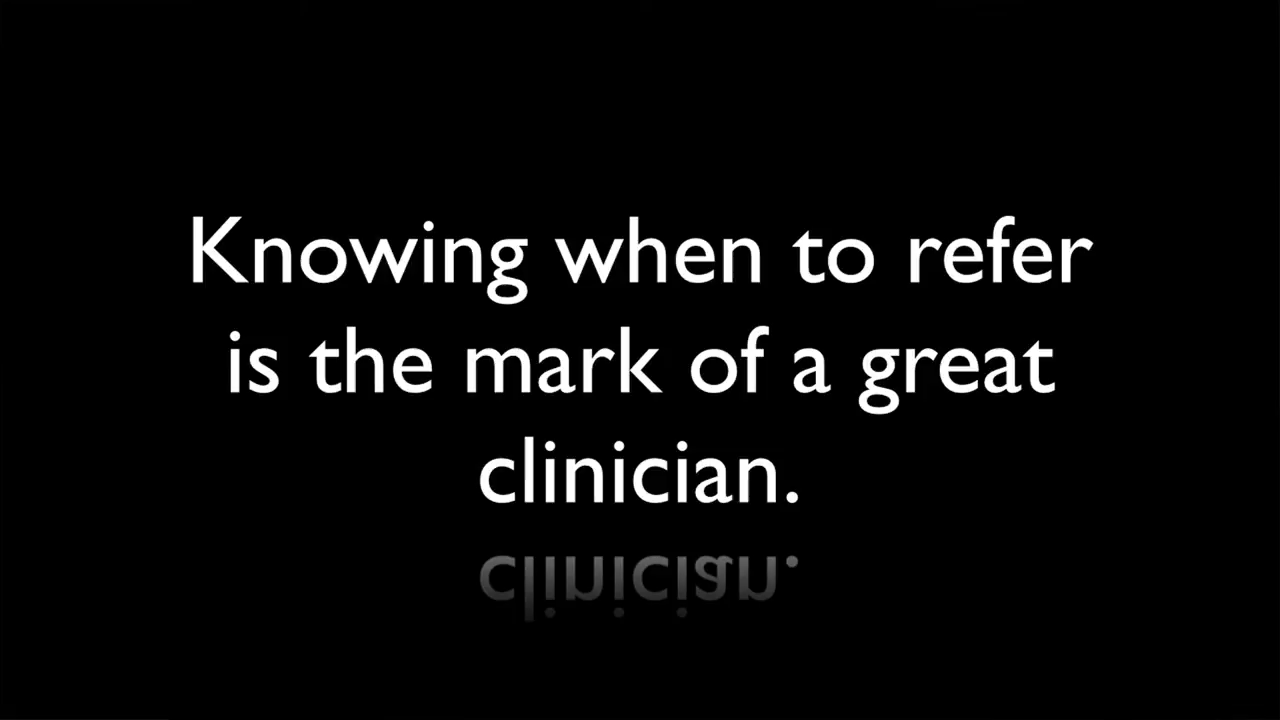 Knowing when to refer
is the mark of a great
clinician.